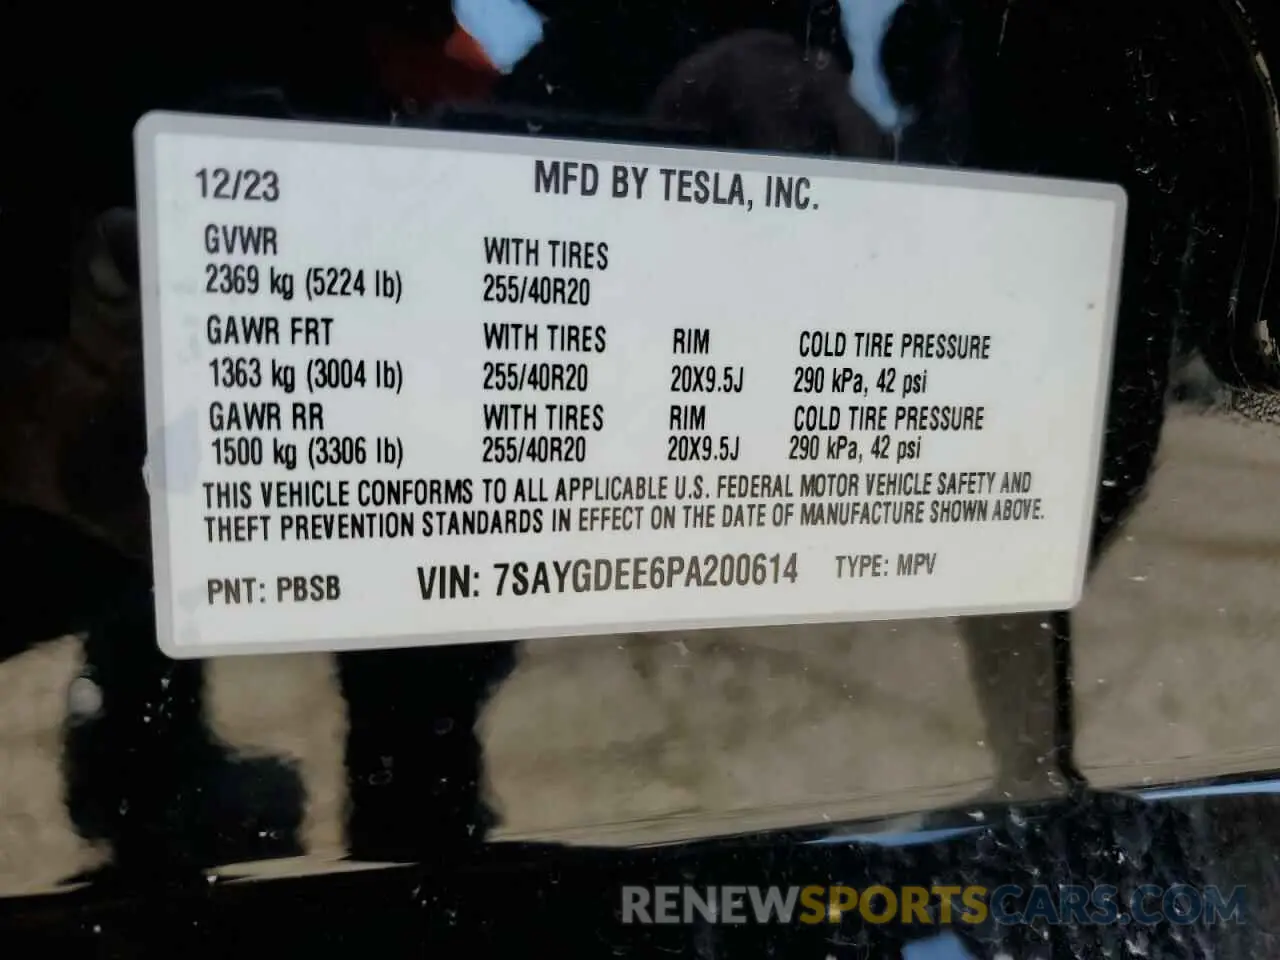 12/23 MFD BY TESLA, INC.
GVWR WITH TIRES
2369 kg (5224 lb) 255/40R20
GAWR FRT WITH TIRES RIM COLD TIRE PRESSURE
1363 kg (3004 lb) 255/40R20 20X9.5J 290 kPa, 42 psi
GAWR RR WITH TIRES RIM COLD TIRE PRESSURE
1500 kg (3306 lb) 255/40R20 20X9.5J 290 kPa, 42 psi
THIS VEHICLE CONFORMS TO ALL APPLICABLE U.S. FEDERAL MOTOR VEHICLE SAFETY AND
THEFT PREVENTION STANDARDS IN EFFECT ON THE DATE OF MANUFACTURE SHOWN ABOVE.
PNT: PBSB VIN: 7SAYGDEE6PA200614 TYPE: MPV
RENEWSPORTSCARS.COM